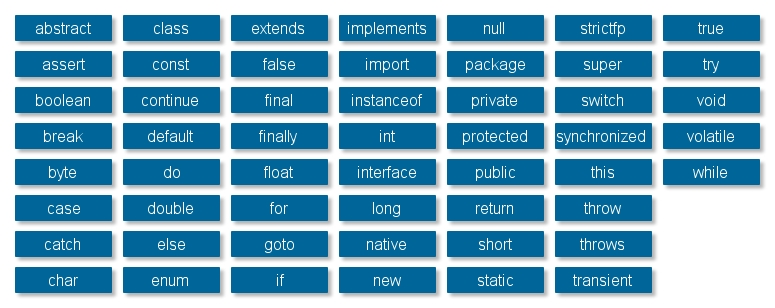 abstract class extends implements null strictfp true
assert const false import package super try
boolean continue final instanceof private switch void
break default finally int protected synchronized volatile
byte do float interface public this while
case double for long return throw
catch else goto native short throws
char enum if new static transient